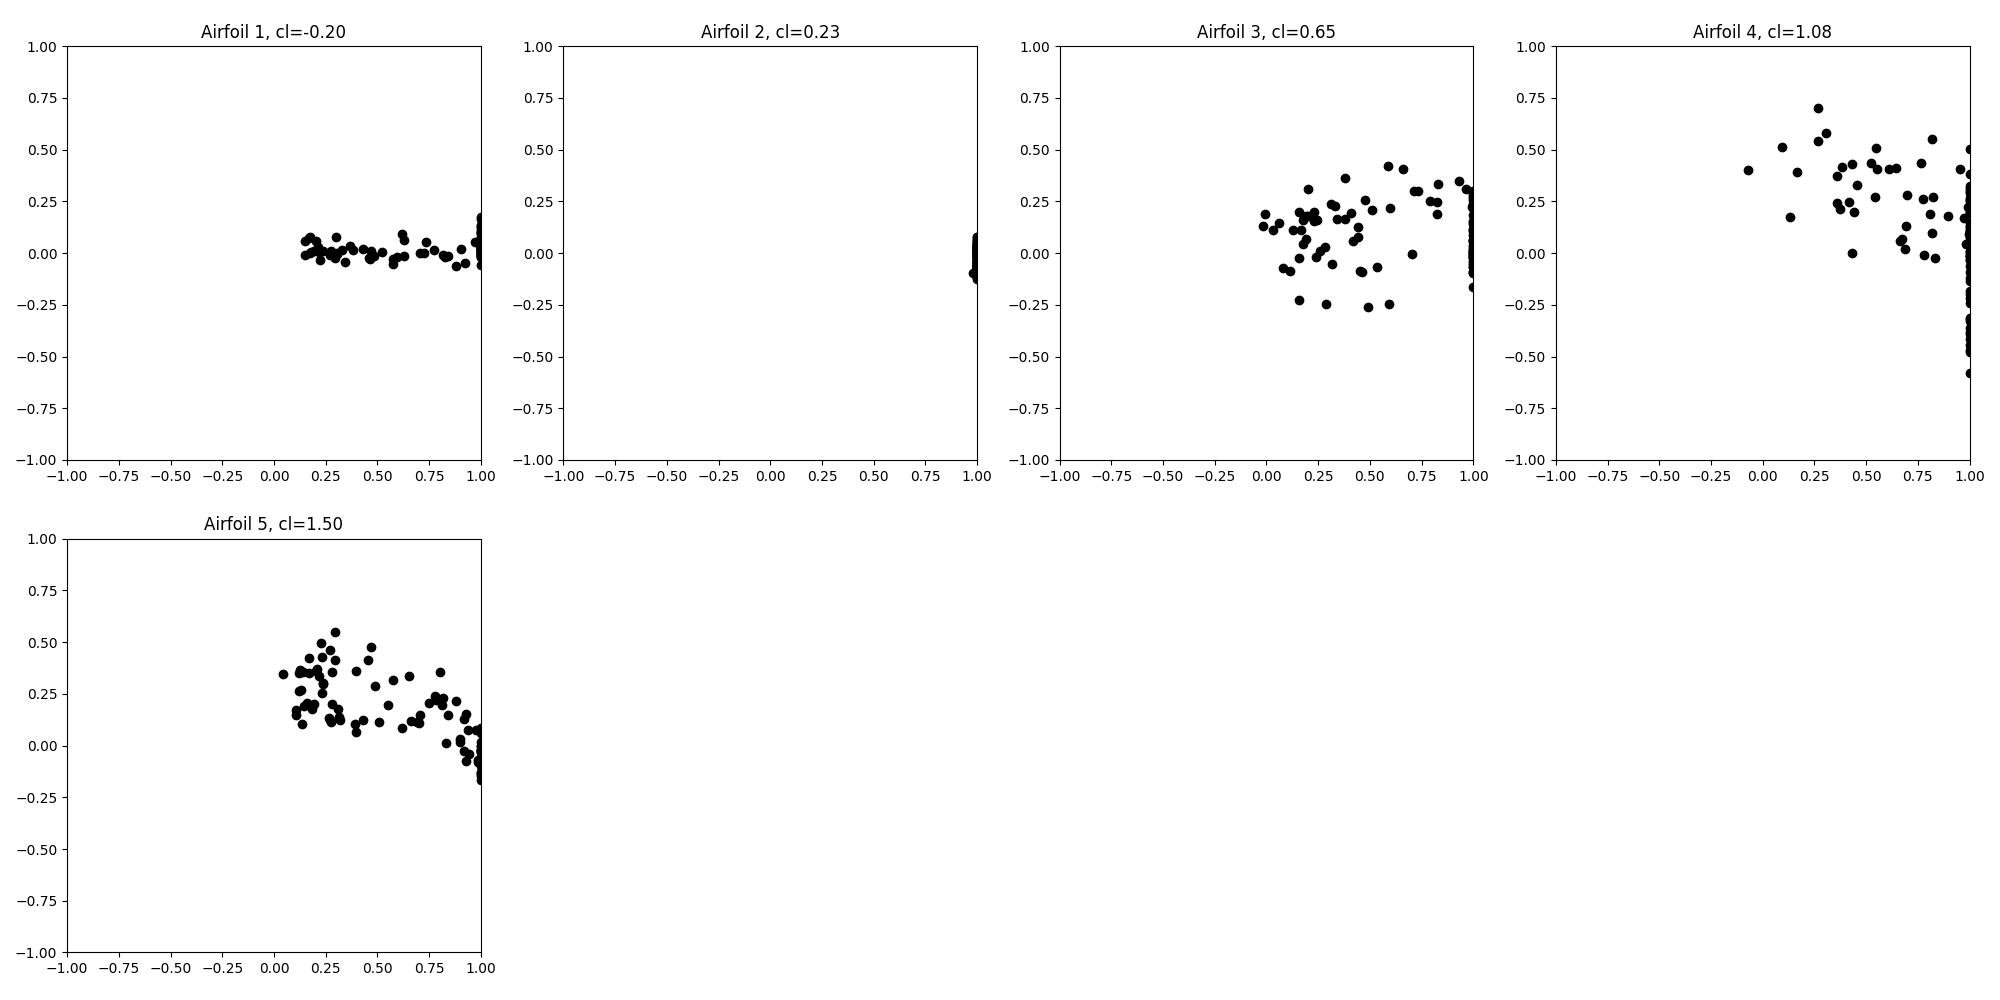 Airfoil 1, cl=-0.20
Airfoil 2, cl=0.23
Airfoil 3, cl=0.65
Airfoil 4, cl=1.08
1.00 1.00 1.00 1.00
0.75 0.75 0.75 0.75
0.50 0.50 0.50 0.50
0.25 0.25 0.25 0.25
0.00 0.00 0.00 0.00
−0.25 −0.25 −0.25 −0.25
−0.50 −0.50 −0.50 −0.50
−0.75 −0.75 −0.75 −0.75
−1.00 −1.00 −1.00 −1.00
−1.00 −0.75 −0.50 −0.25 0.00 0.25 0.50 0.75 1.00
−1.00 −0.75 −0.50 −0.25 0.00 0.25 0.50 0.75 1.00
−1.00 −0.75 −0.50 −0.25 0.00 0.25 0.50 0.75 1.00
−1.00 −0.75 −0.50 −0.25 0.00 0.25 0.50 0.75 1.00
Airfoil 5, cl=1.50
1.00
0.75
0.50
0.25
0.00
−0.25
−0.50
−0.75
−1.00
−1.00 −0.75 −0.50 −0.25 0.00 0.25 0.50 0.75 1.00